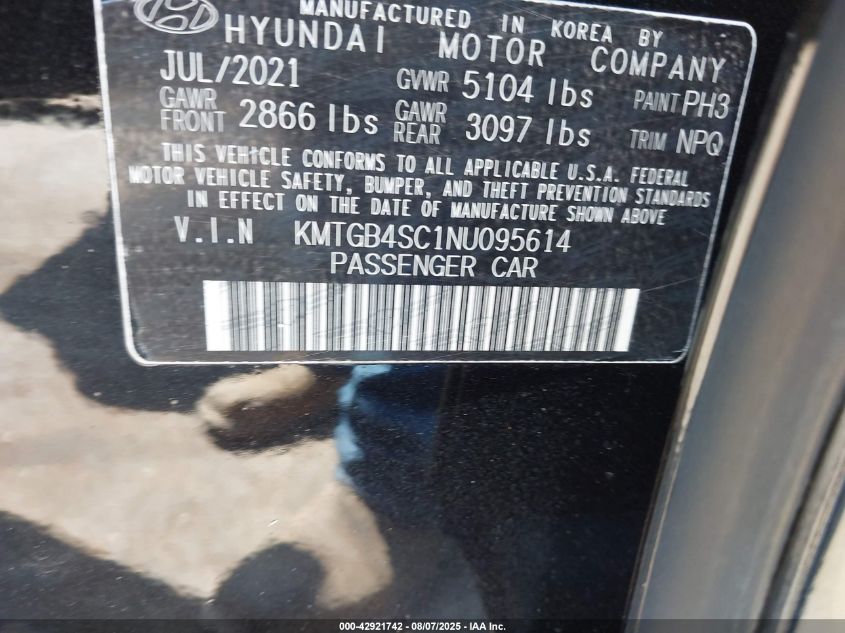 MANUFACTURED IN KOREA BY
HYUNDAI MOTOR COMPANY
JUL/2021 GVWR 5104 lbs PAINT PH3
GAWR FRONT 2866 lbs GAWR REAR 3097 lbs TRIM NPQ
THIS VEHICLE CONFORMS TO ALL APPLICABLE U.S.A. FEDERAL
MOTOR VEHICLE SAFETY, BUMPER, AND THEFT PREVENTION STANDARDS
IN EFFECT ON THE DATE OF MANUFACTURE SHOWN ABOVE
V.I.N KMTGB4SC1NU095614
PASSENGER CAR
000-42921742 - 08/07/2025 - IAA Inc.